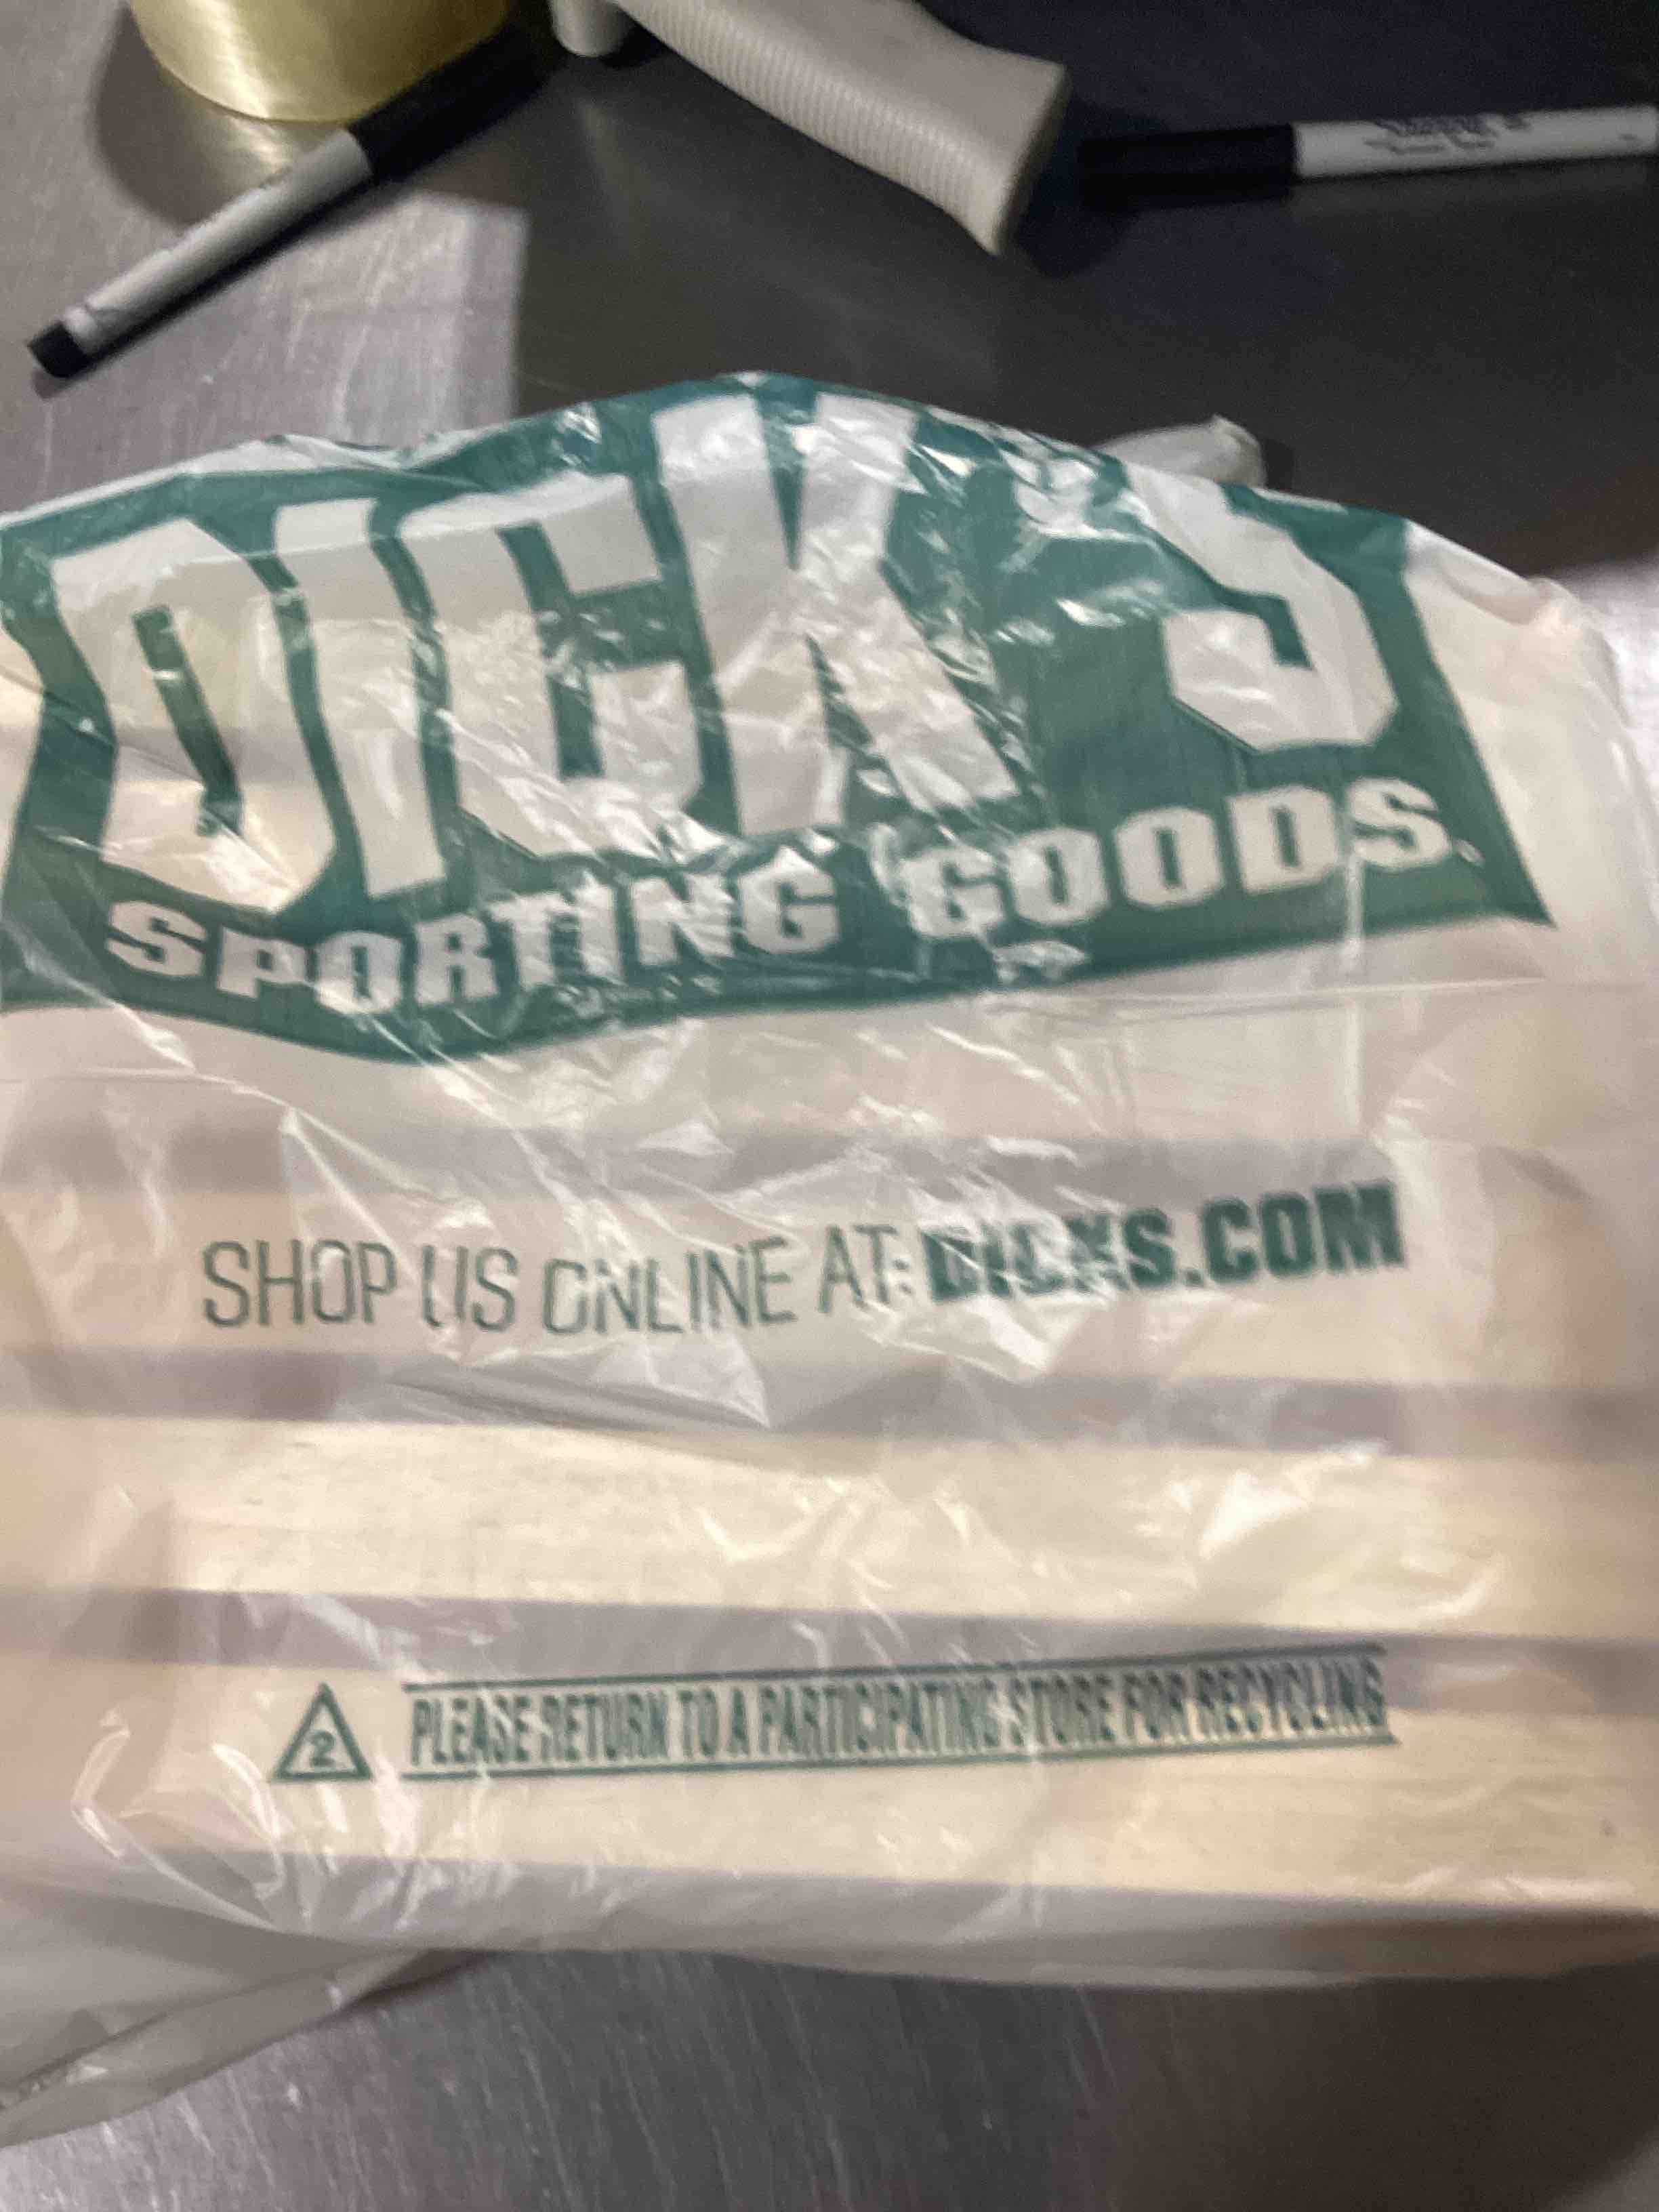 DICK'S
SPORTING GOODS
SHOP US ONLINE AT: DICKS.COM
2 PLEASE RETURN TO A PARTICIPATING STORE FOR RECYCLING